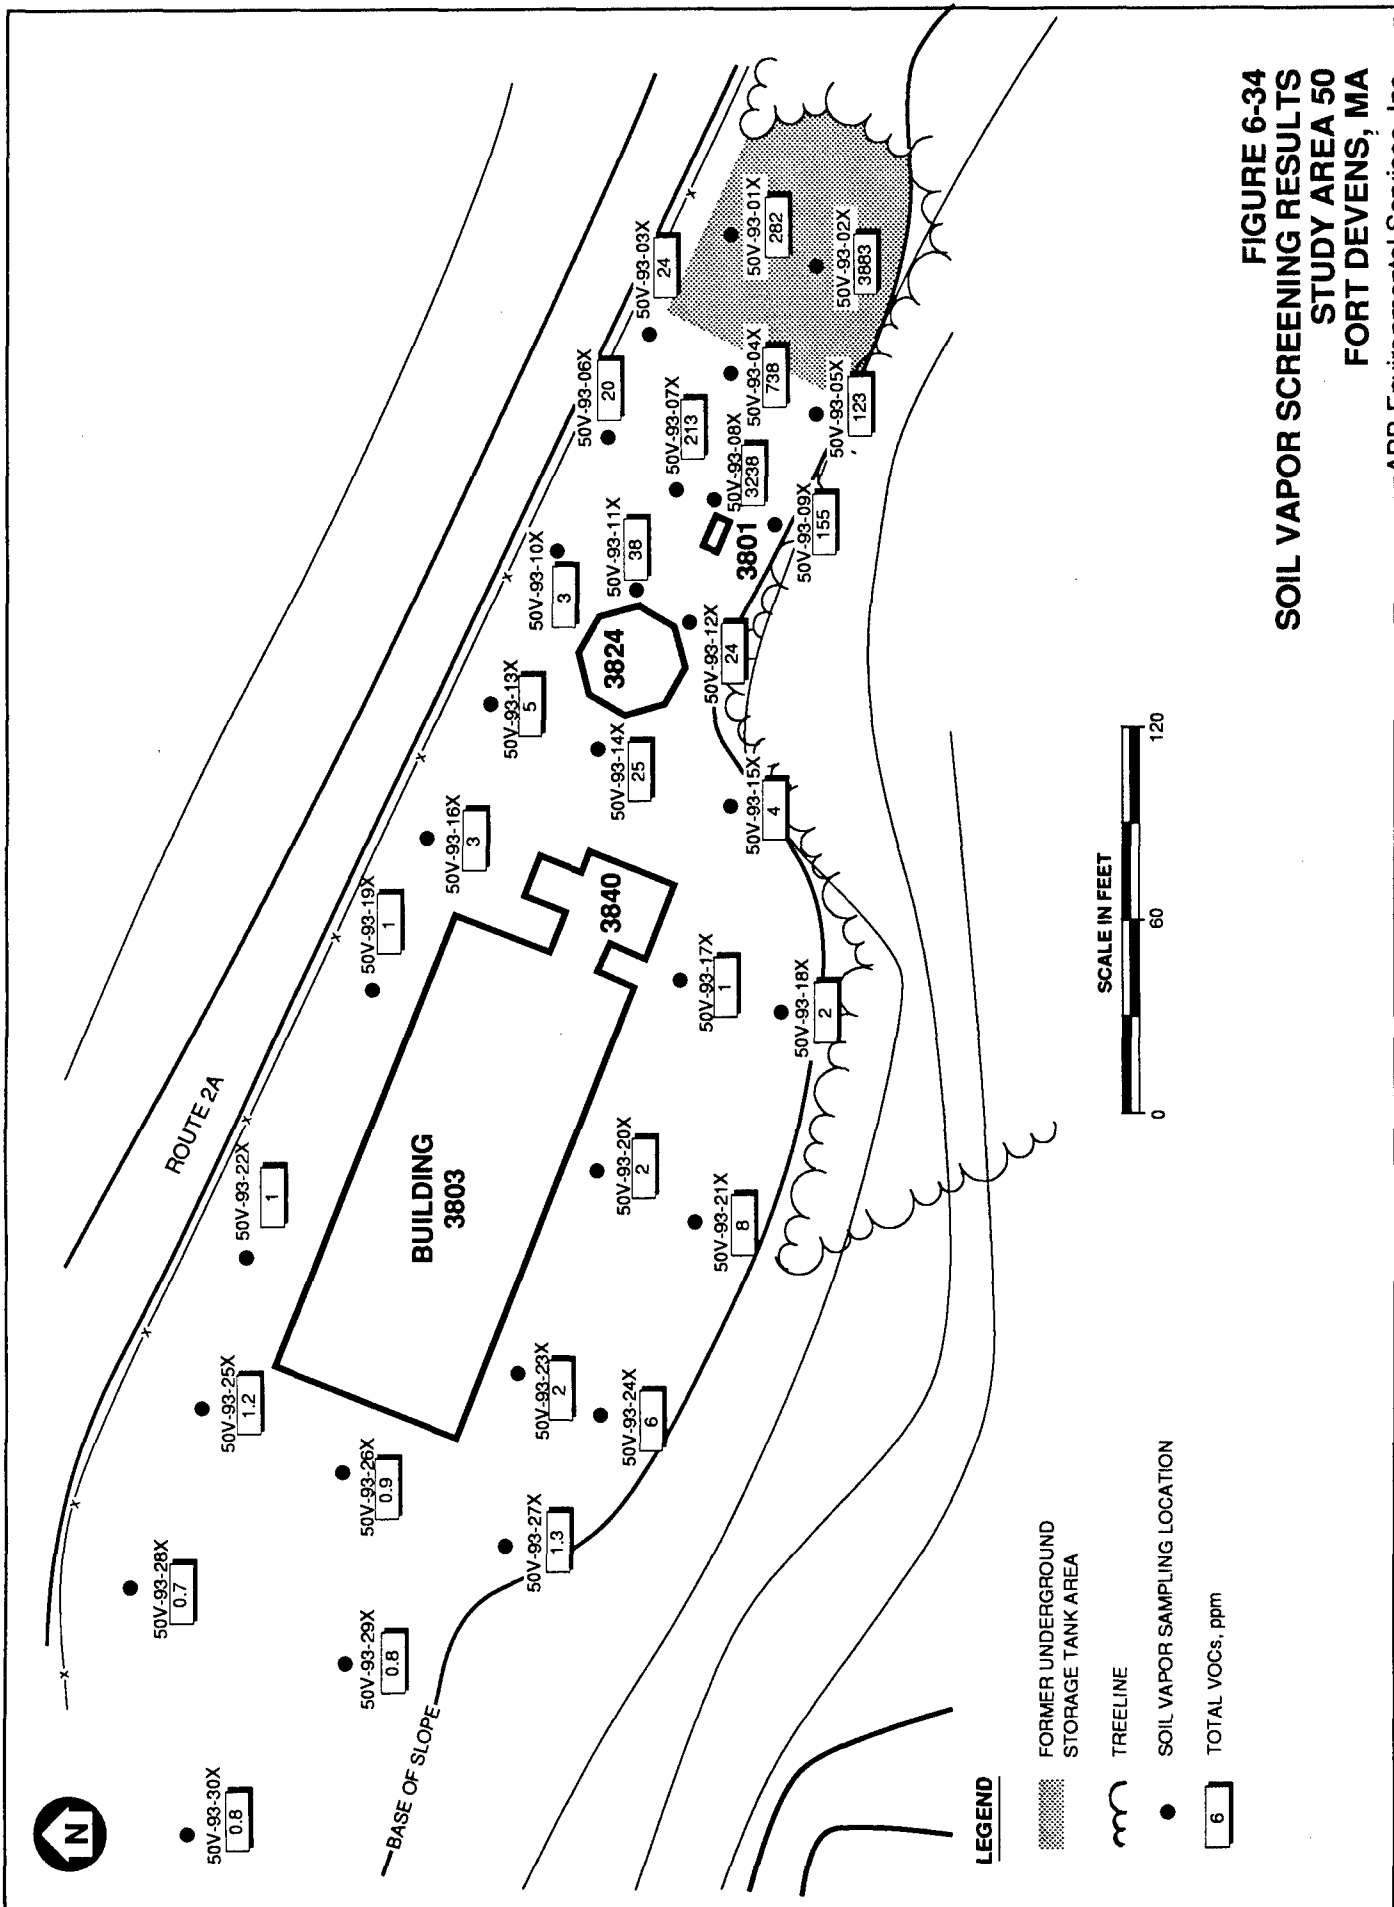 FIGURE 6-34
SOIL VAPOR SCREENING RESULTS
STUDY AREA 50
FORT DEVENS, MA
N
ROUTE 2A
BASE OF SLOPE
BUILDING
3803
3840
3824
3801
50V-93-30X
0.8
50V-93-28X
0.7
50V-93-29X
0.8
50V-93-25X
1.2
50V-93-26X
0.9
50V-93-27X
1.3
50V-93-22X
1
50V-93-23X
2
50V-93-24X
6
50V-93-20X
2
50V-93-21X
8
50V-93-19X
1
50V-93-17X
1
50V-93-18X
2
50V-93-16X
3
50V-93-15X
4
50V-93-13X
5
50V-93-14X
25
50V-93-10X
3
50V-93-11X
38
50V-93-12X
24
50V-93-06X
20
50V-93-07X
213
50V-93-08X
3238
50V-93-09X
155
50V-93-03X
24
50V-93-04X
738
50V-93-05X
123
50V-93-01X
282
50V-93-02X
3883
SCALE IN FEET
0 60 120
LEGEND
FORMER UNDERGROUND
STORAGE TANK AREA
TREELINE
SOIL VAPOR SAMPLING LOCATION
6 TOTAL VOCs, ppm